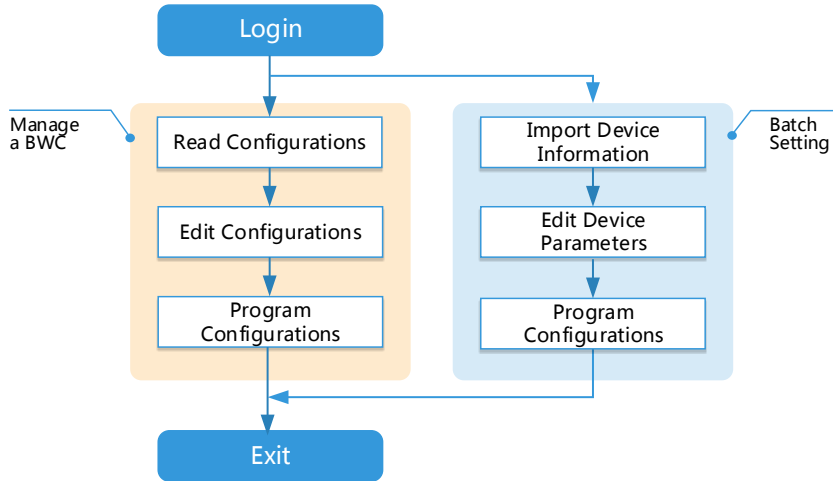 Login
Manage
a BWC
Read Configurations
Edit Configurations
Program
Configurations
Import Device
Information
Edit Device
Parameters
Program
Configurations
Batch
Setting
Exit